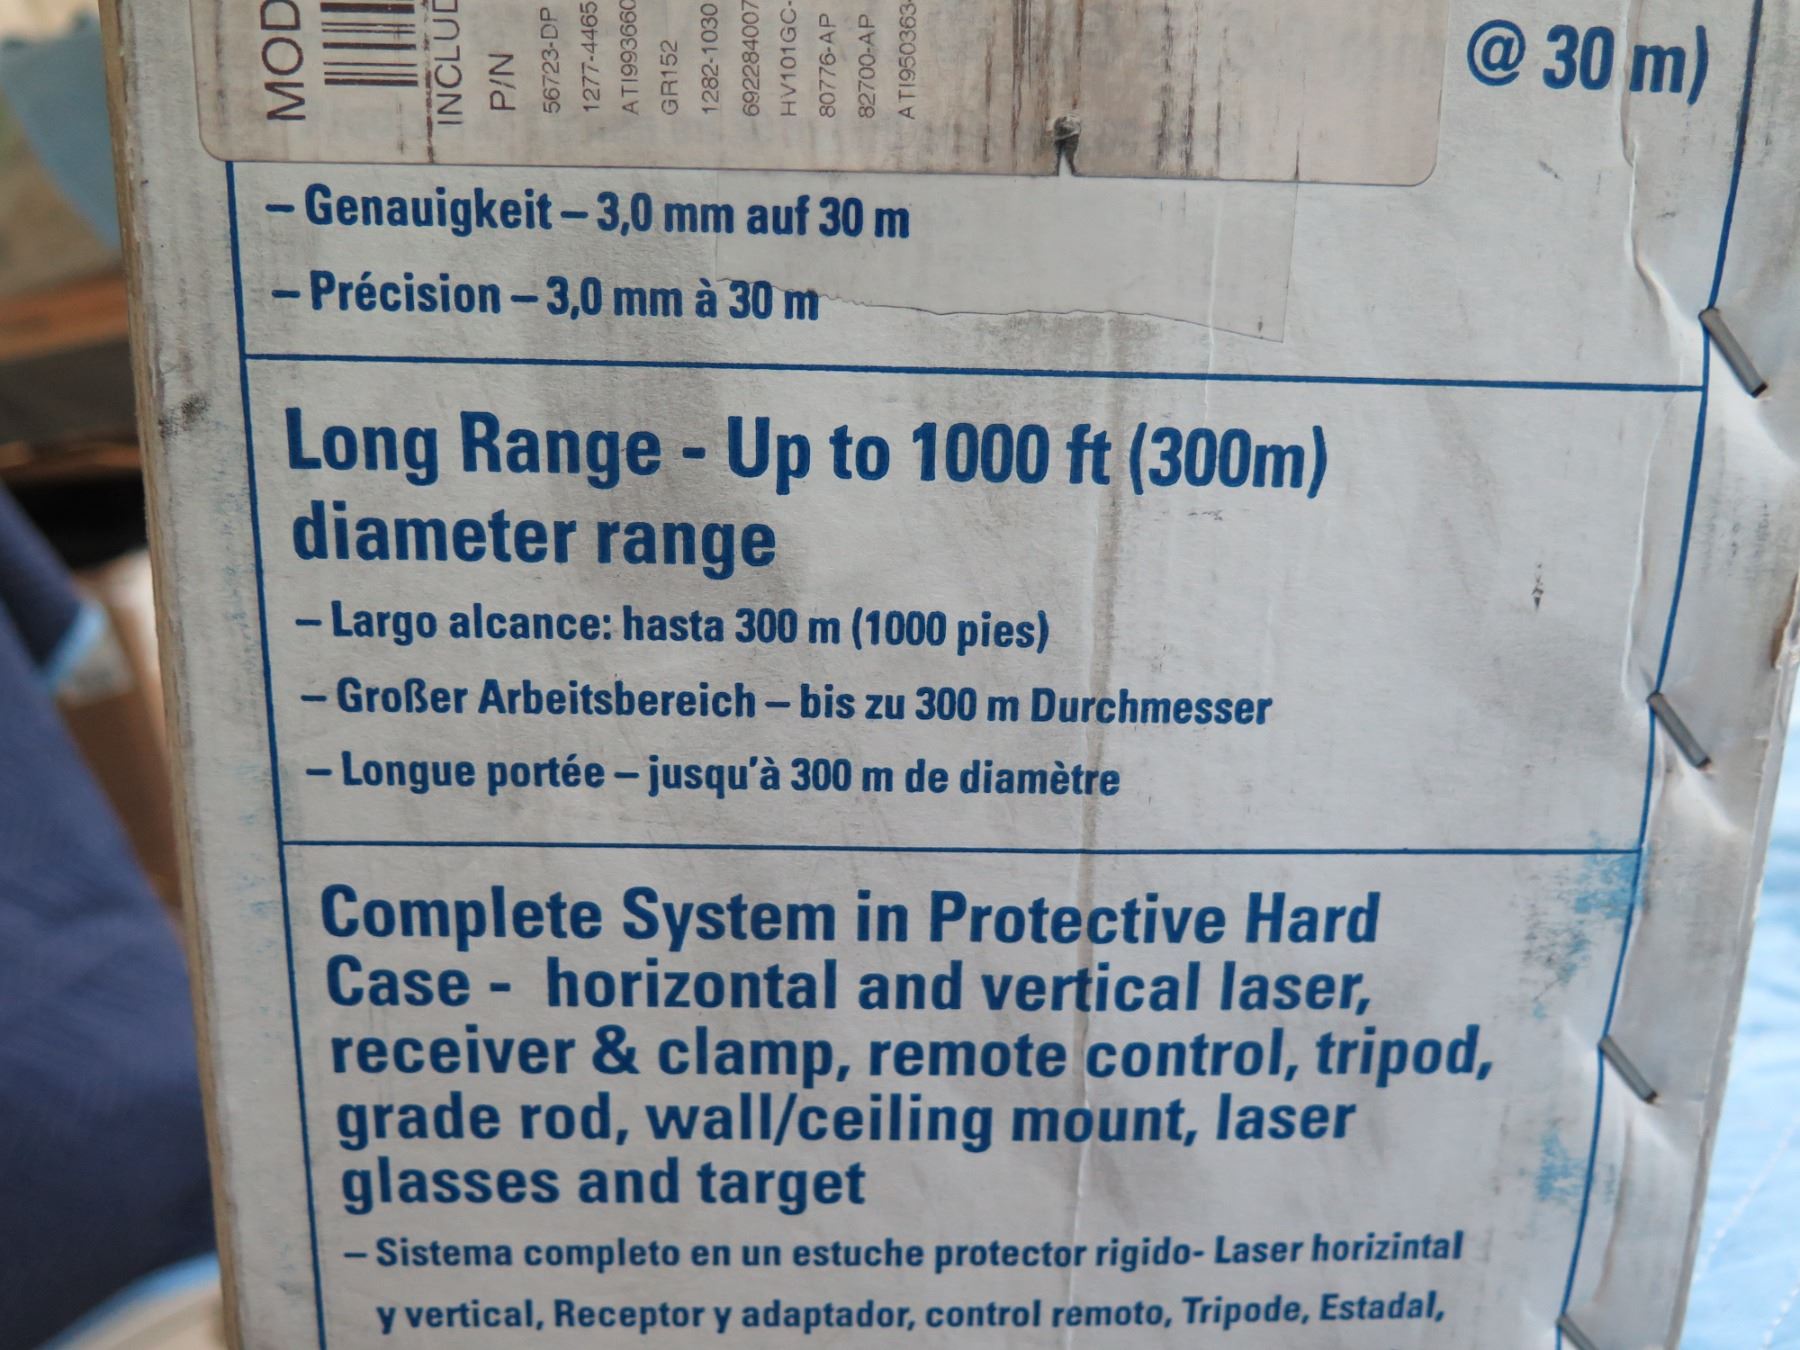 MOD
INCLUD
P/N
56723-DP
1277-4465
ATI993660
GR152
1282-1030
692284007
HV101GC-
80776-AP
82700-AP
ATI9503363-
@ 30 m)
– Genauigkeit – 3,0 mm auf 30 m
– Précision – 3,0 mm à 30 m
Long Range - Up to 1000 ft (300m)
diameter range
– Largo alcance: hasta 300 m (1000 pies)
– Großer Arbeitsbereich – bis zu 300 m Durchmesser
– Longue portée – jusqu'à 300 m de diamètre
Complete System in Protective Hard
Case - horizontal and vertical laser,
receiver & clamp, remote control, tripod,
grade rod, wall/ceiling mount, laser
glasses and target
– Sistema completo en un estuche protector rigido- Laser horizintal
y vertical, Receptor y adaptador, control remoto, Tripode, Estadal,